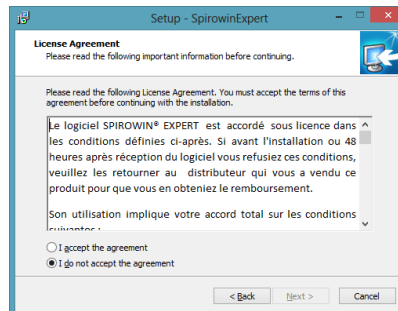 Setup - SpirowinExpert
License Agreement
Please read the following important information before continuing.
Please read the following License Agreement. You must accept the terms of this
agreement before continuing with the installation.
Le logiciel SPIROWIN® EXPERT est accordé sous licence dans
les conditions définies ci-après. Si avant l'installation ou 48
heures après réception du logiciel vous refusiez ces conditions,
veuillez les retourner au distributeur qui vous a vendu ce
produit pour que vous en obteniez le remboursement.
Son utilisation implique votre accord total sur les conditions
suivantes :
I accept the agreement
I do not accept the agreement
< Back Next > Cancel